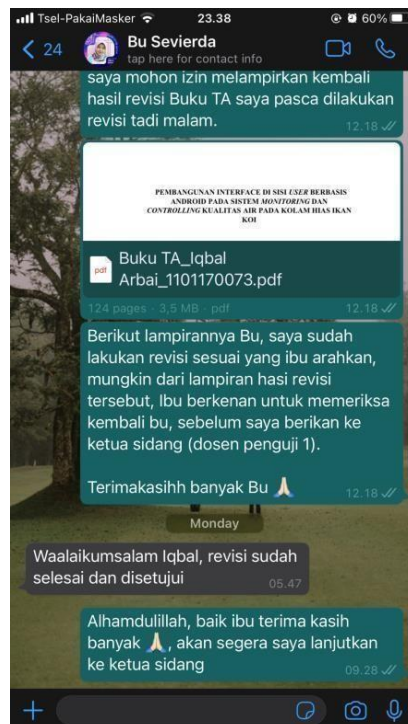 Tsel-PakaiMasker 23.38 60%
24 Bu Sevierda
tap here for contact info
saya mohon izin melampirkan kembali
hasil revisi Buku TA saya pasca dilakukan
revisi tadi malam.
12.18
PEMBANGUNAN INTERFACE DI SISI USER BERBASIS
ANDROID PADA SISTEM MONITORING DAN
CONTROLLING KUALITAS AIR PADA KOLAM HIAS IKAN
KOI
pdf
Buku TA_Iqbal
Arbai_1101170073.pdf
124 pages · 3,5 MB · pdf 12.18
Berikut lampirannya Bu, saya sudah
lakukan revisi sesuai yang ibu arahkan,
mungkin dari lampiran hasi revisi
tersebut, Ibu berkenan untuk memeriksa
kembali bu, sebelum saya berikan ke
ketua sidang (dosen penguji 1).
Terimakasihh banyak Bu 🙏🏻
12.18
Monday
Waalaikumsalam Iqbal, revisi sudah
selesai dan disetujui
05.47
Alhamdulillah, baik ibu terima kasih
banyak 🙏🏻, akan segera saya lanjutkan
ke ketua sidang
09.28